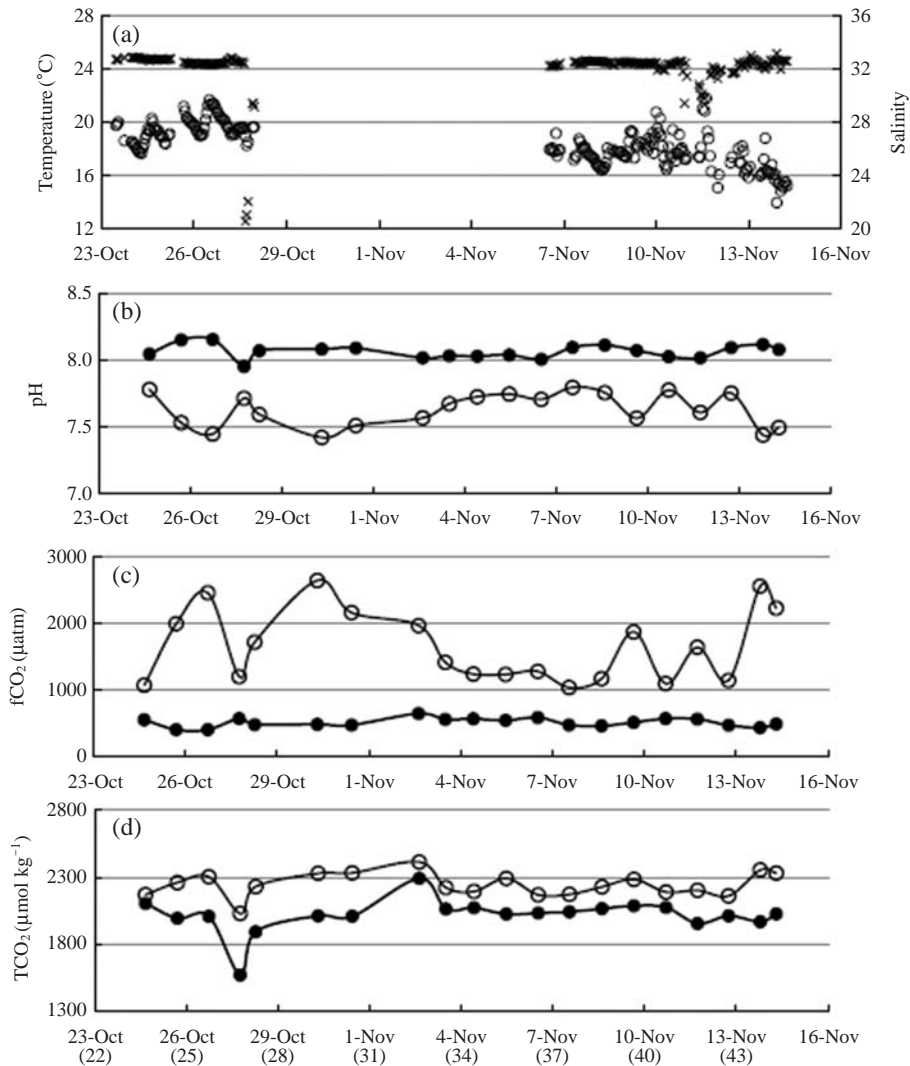 (a)
28
24
20
16
12
Temperature (°C)
36
32
28
24
20
Salinity
23-Oct 26-Oct 29-Oct 1-Nov 4-Nov 7-Nov 10-Nov 13-Nov 16-Nov
(b)
8.5
8.0
7.5
7.0
pH
23-Oct 26-Oct 29-Oct 1-Nov 4-Nov 7-Nov 10-Nov 13-Nov 16-Nov
(c)
3000
2000
1000
0
fCO₂ (μatm)
23-Oct 26-Oct 29-Oct 1-Nov 4-Nov 7-Nov 10-Nov 13-Nov 16-Nov
(d)
2800
2300
1800
1300
TCO₂ (μmol kg⁻¹)
23-Oct 26-Oct 29-Oct 1-Nov 4-Nov 7-Nov 10-Nov 13-Nov 16-Nov
(22) (25) (28) (31) (34) (37) (40) (43)